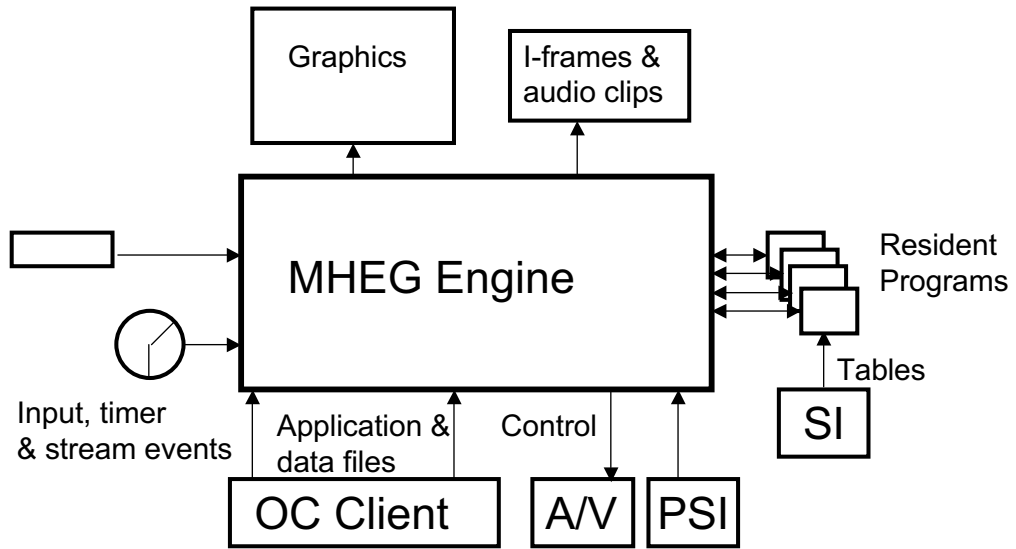 Graphics
I-frames &
audio clips
MHEG Engine
Resident
Programs
Tables
SI
Input, timer
& stream events
Application &
data files
Control
OC Client
A/V
PSI